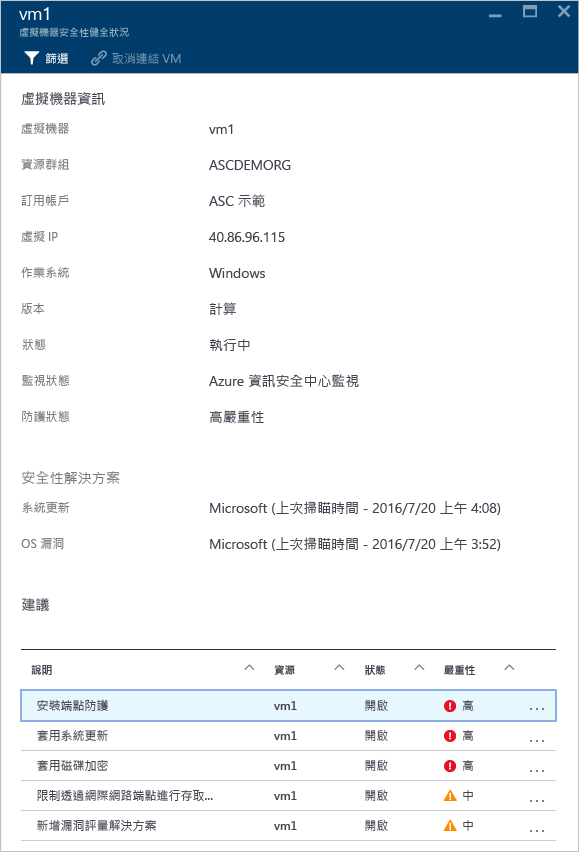 vm1
虛擬機器安全性健全狀況
篩選 取消連結 VM
虛擬機器資訊
虛擬機器 vm1
資源群組 ASCDEMORG
訂用帳戶 ASC 示範
虛擬 IP 40.86.96.115
作業系統 Windows
版本 計算
狀態 執行中
監視狀態 Azure 資訊安全中心監視
防護狀態 高嚴重性
安全性解決方案
系統更新 Microsoft (上次掃瞄時間 - 2016/7/20 上午 4:08)
OS 漏洞 Microsoft (上次掃瞄時間 - 2016/7/20 上午 3:52)
建議
說明 資源 狀態 嚴重性
安裝端點防護 vm1 開啟 高 ...
套用系統更新 vm1 開啟 高 ...
套用磁碟加密 vm1 開啟 高 ...
限制透過網際網路端點進行存取... vm1 開啟 中 ...
新增漏洞評量解決方案 vm1 開啟 中 ...